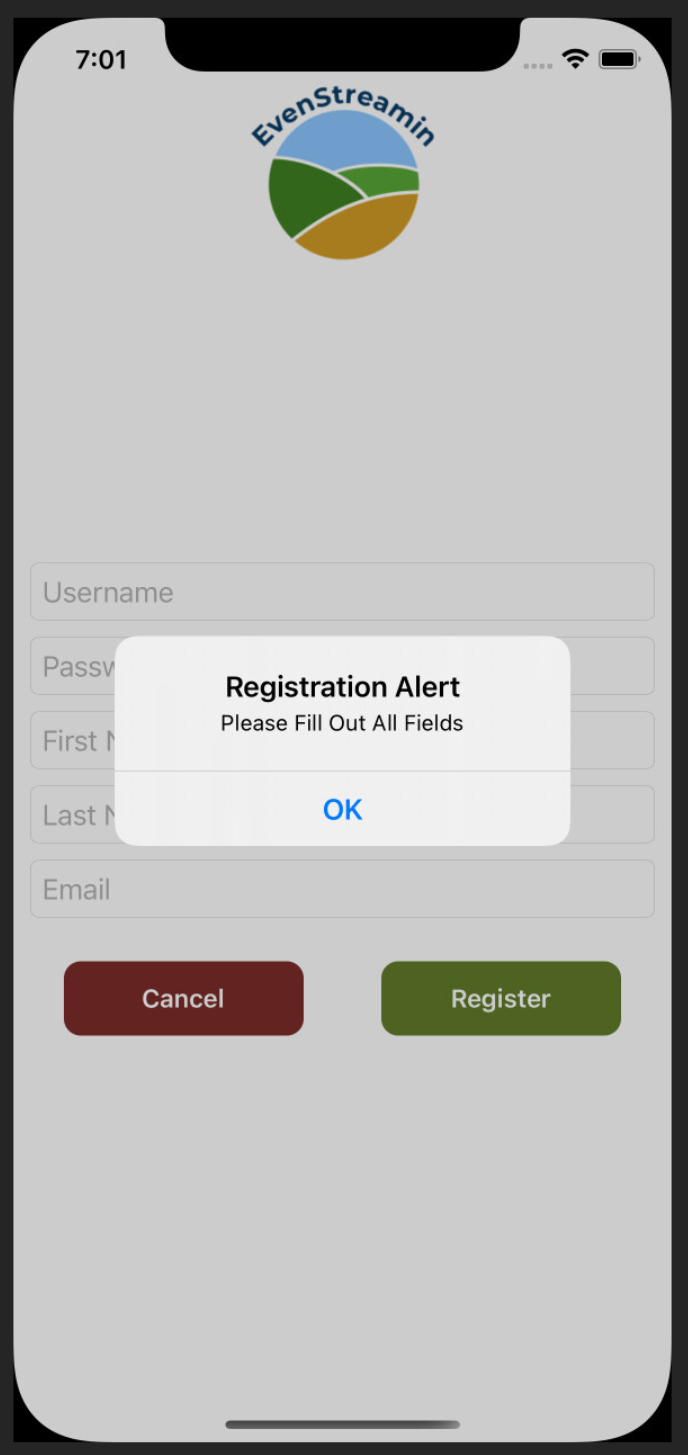 7:01
EvenStreamin
Username
Passw
Registration Alert
Please Fill Out All Fields
First N
Last N
OK
Email
Cancel
Register